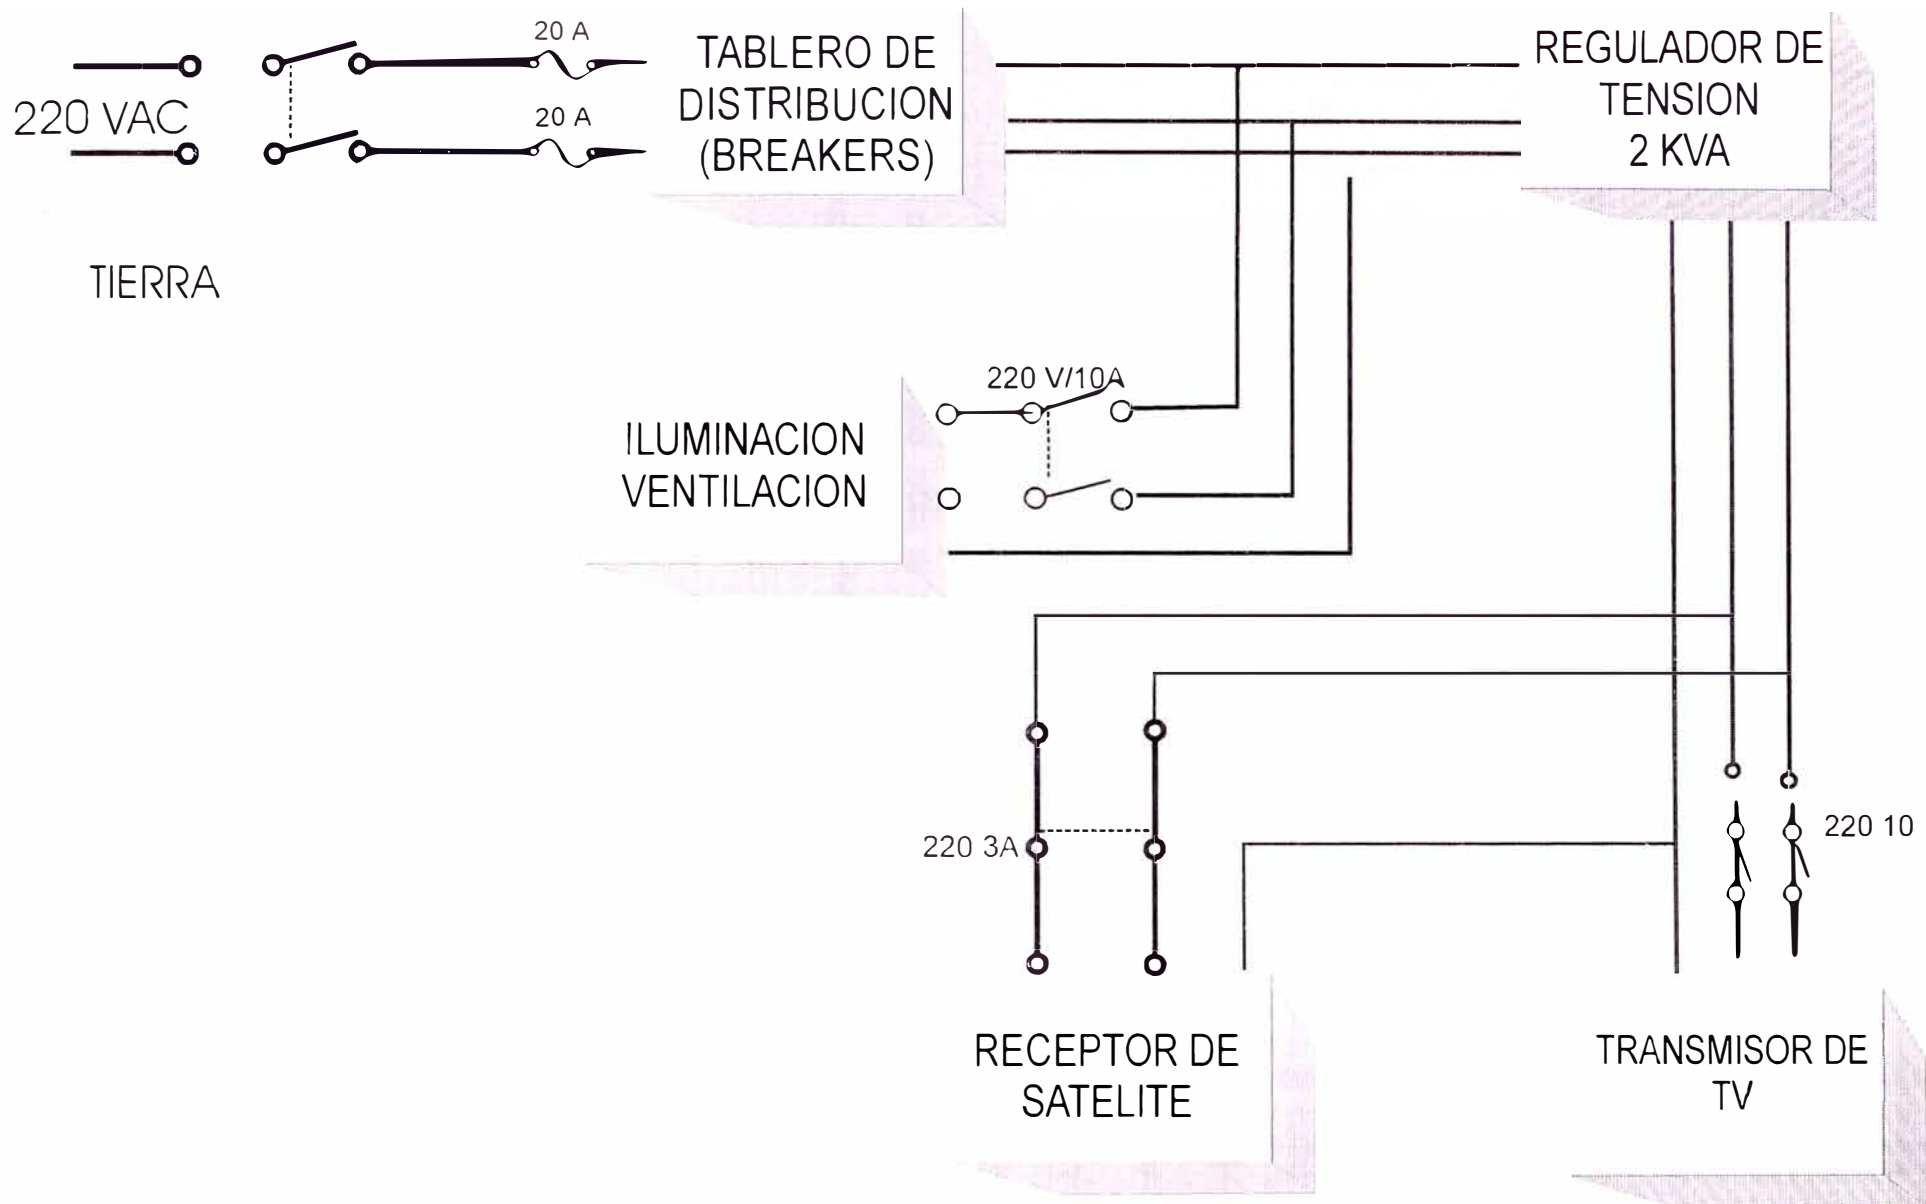 20 A
220 VAC
20 A
TIERRA
TABLERO DE
DISTRIBUCION
(BREAKERS)
REGULADOR DE
TENSION
2 KVA
220 V/10A
ILUMINACION
VENTILACION
220 3A
220 10
RECEPTOR DE
SATELITE
TRANSMISOR DE
TV